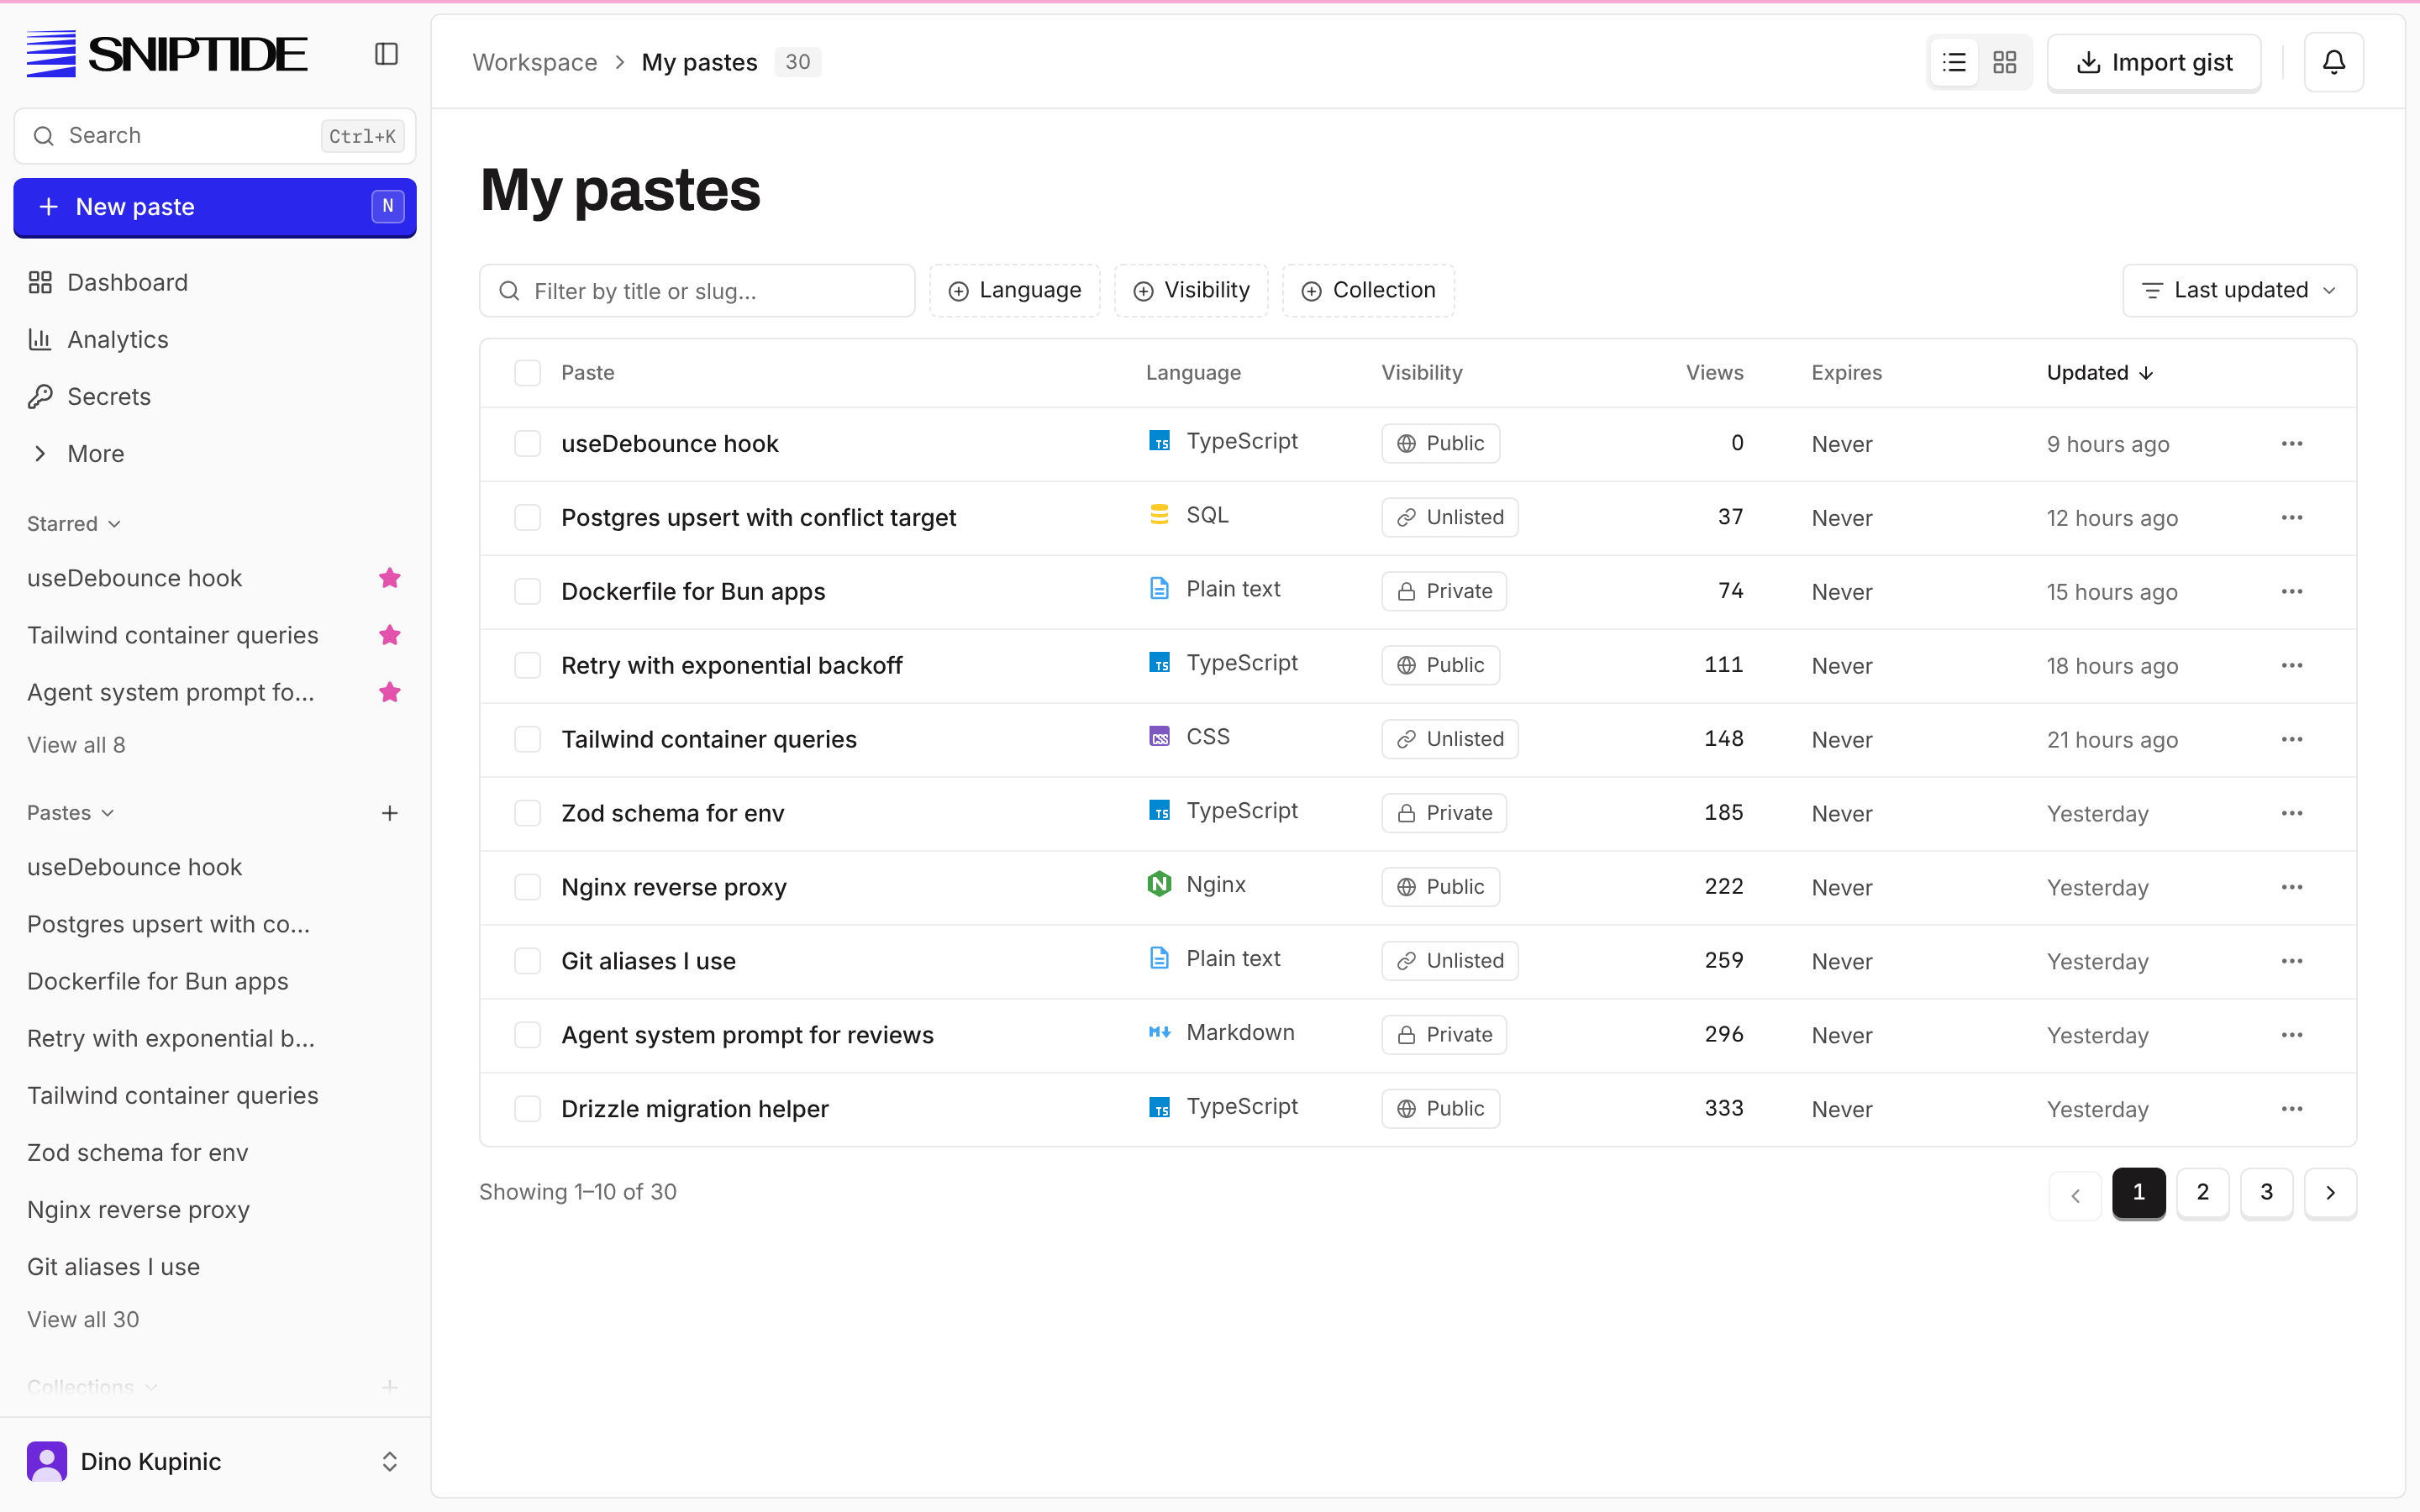 SNIPTIDE
Search Ctrl+K
New paste N
Dashboard
Analytics
Secrets
More
Starred
useDebounce hook
Tailwind container queries
Agent system prompt fo...
View all 8
Pastes
useDebounce hook
Postgres upsert with co...
Dockerfile for Bun apps
Retry with exponential b...
Tailwind container queries
Zod schema for env
Nginx reverse proxy
Git aliases I use
View all 30
Collections
Dino Kupinic
Workspace > My pastes 30
Import gist
My pastes
Filter by title or slug... Language Visibility Collection Last updated
Paste Language Visibility Views Expires Updated
useDebounce hook TS TypeScript Public 0 Never 9 hours ago
Postgres upsert with conflict target SQL Unlisted 37 Never 12 hours ago
Dockerfile for Bun apps Plain text Private 74 Never 15 hours ago
Retry with exponential backoff TS TypeScript Public 111 Never 18 hours ago
Tailwind container queries CSS CSS Unlisted 148 Never 21 hours ago
Zod schema for env TS TypeScript Private 185 Never Yesterday
Nginx reverse proxy N Nginx Public 222 Never Yesterday
Git aliases I use Plain text Unlisted 259 Never Yesterday
Agent system prompt for reviews M Markdown Private 296 Never Yesterday
Drizzle migration helper TS TypeScript Public 333 Never Yesterday
Showing 1–10 of 30 1 2 3